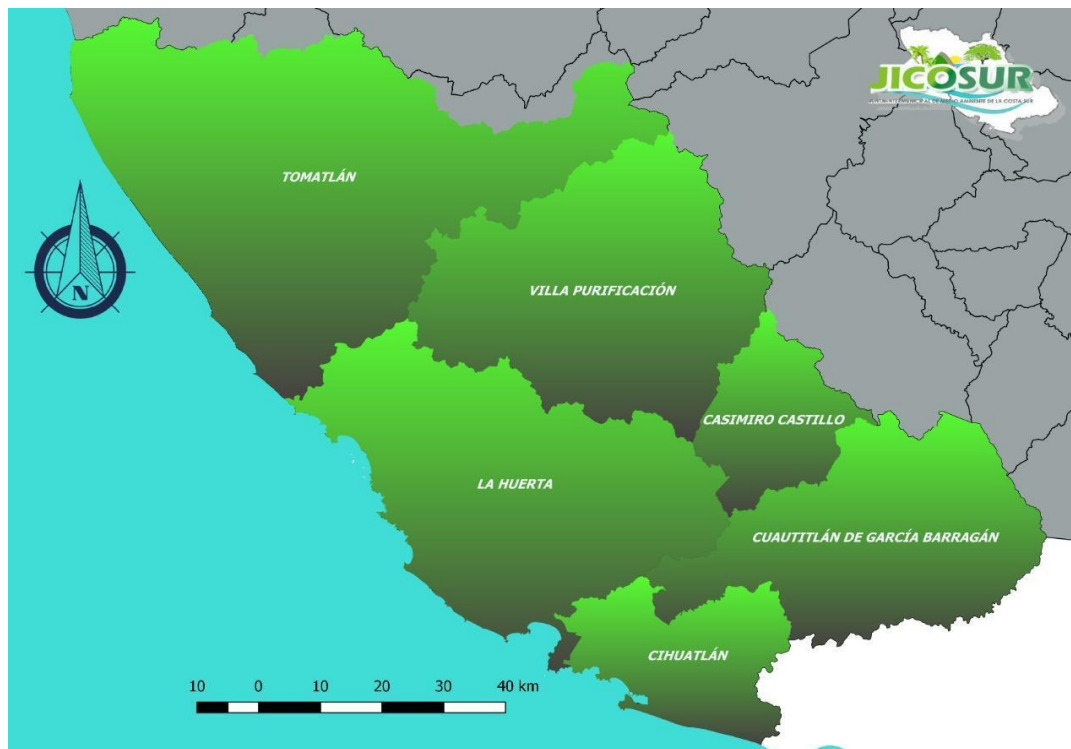 JICOSUR
TOMATLÁN
VILLA PURIFICACIÓN
CASIMIRO CASTILLO
LA HUERTA
CUAUTITLÁN DE GARCÍA BARRAGÁN
CIHUATLÁN
N
10 0 10 20 30 40 km